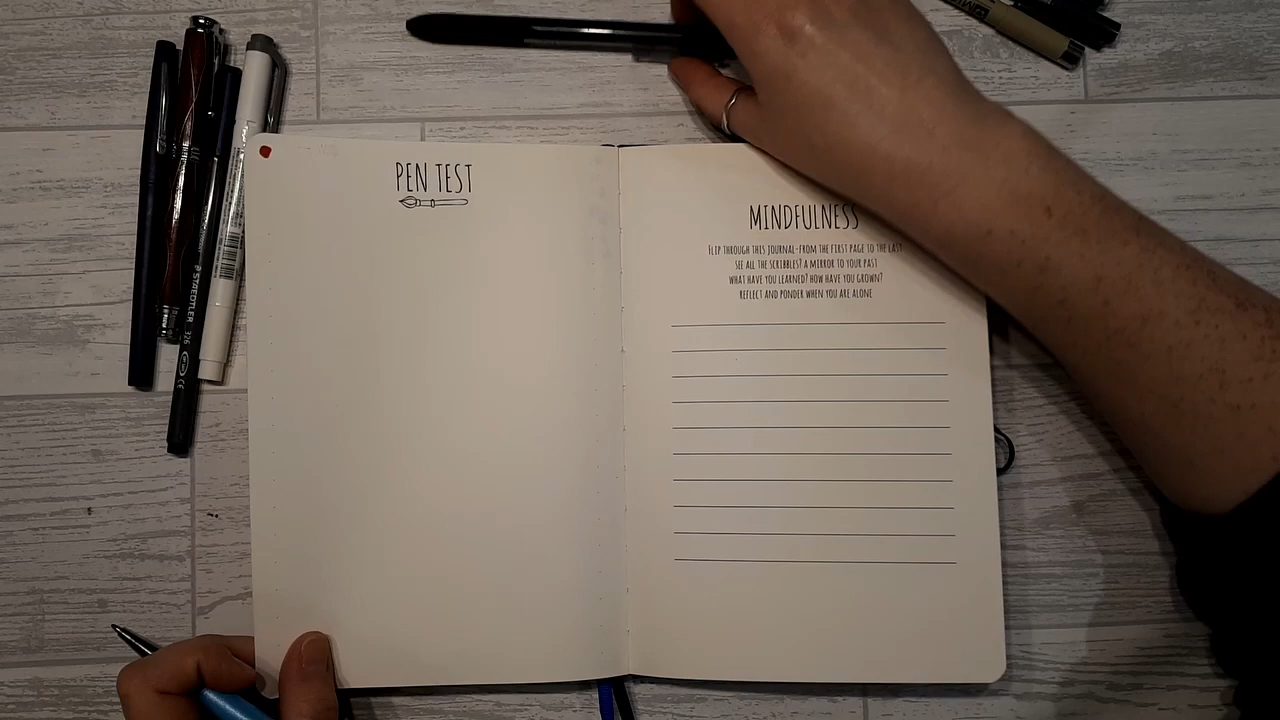 PEN TEST
MINDFULNESS
FLIP THROUGH THIS JOURNAL-FROM THE FIRST PAGE TO THE LAST
SEE ALL THE SCRIBBLES? A MIRROR TO YOUR PAST
WHAT HAVE YOU LEARNED? HOW HAVE YOU GROWN?
REFLECT AND PONDER WHEN YOU ARE ALONE
STAEDTLER 326